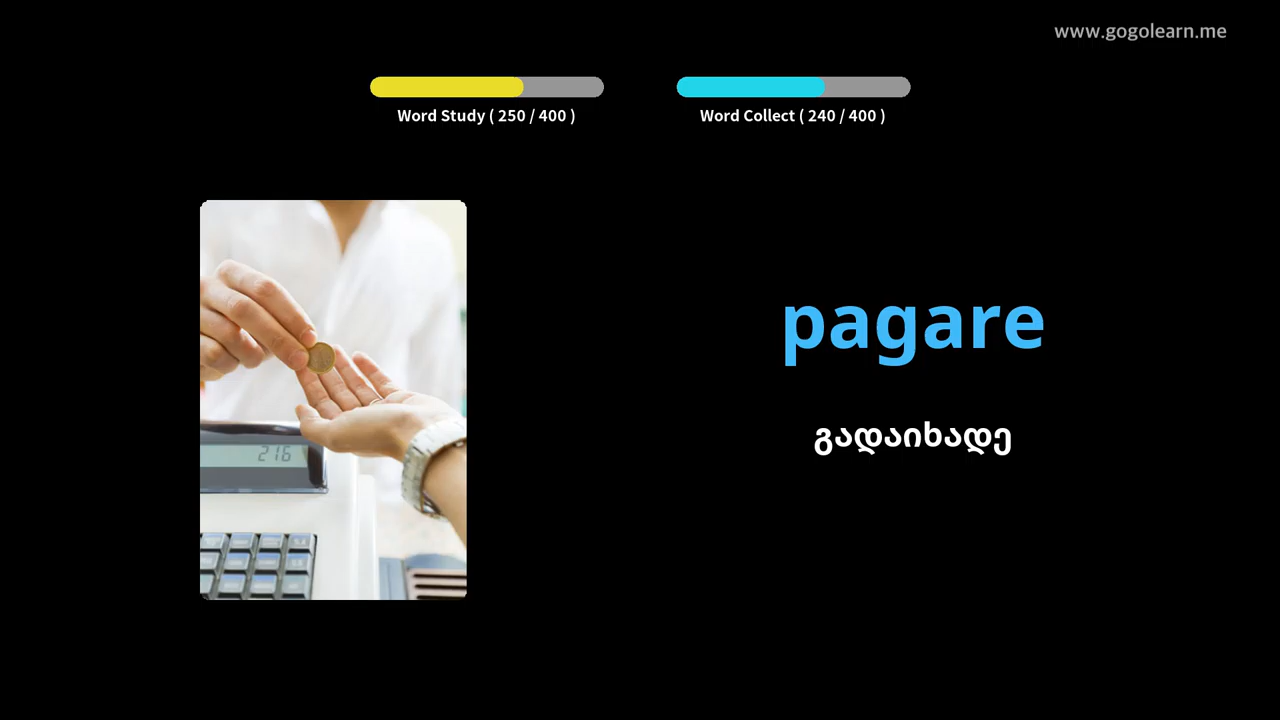 www.gogolearn.me
Word Study ( 250 / 400 )
Word Collect ( 240 / 400 )
216
pagare
გადაიხადე